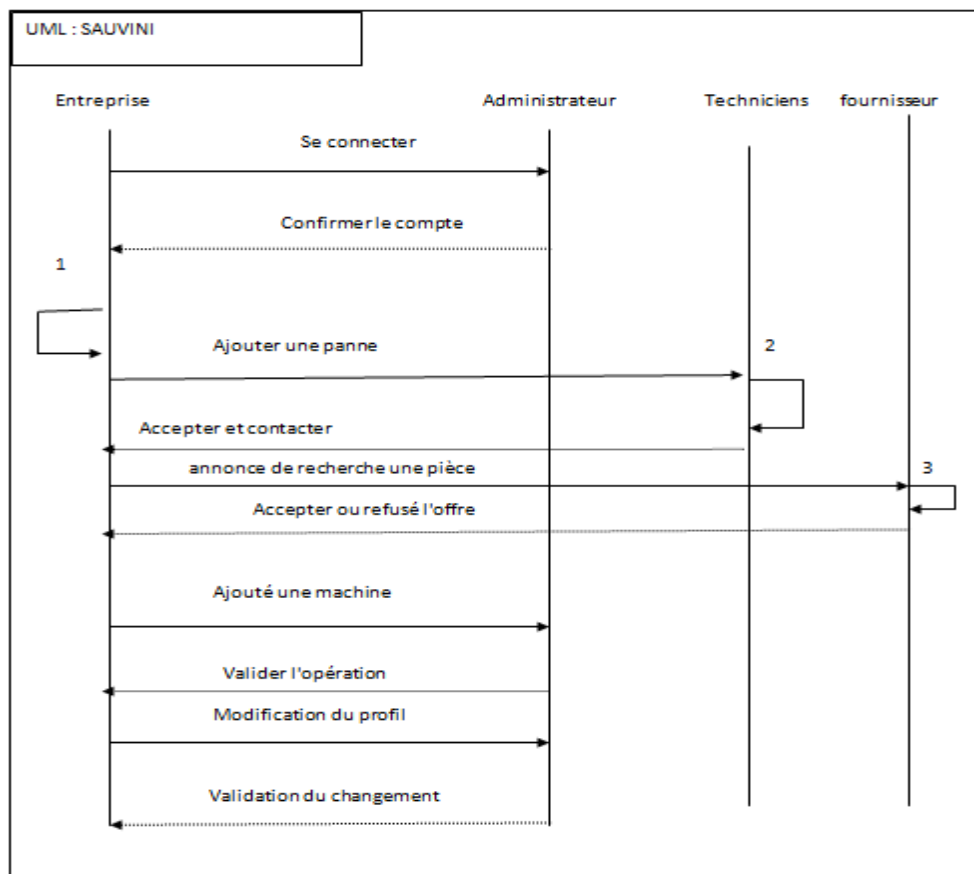 UML : SAUVINI
Entreprise
Administrateur
Techniciens
fournisseur
Se connecter
Confirmer le compte
1
Ajouter une panne
2
Accepter et contacter
annonce de recherche une pièce
3
Accepter ou refusé l'offre
Ajouté une machine
Valider l'opération
Modification du profil
Validation du changement